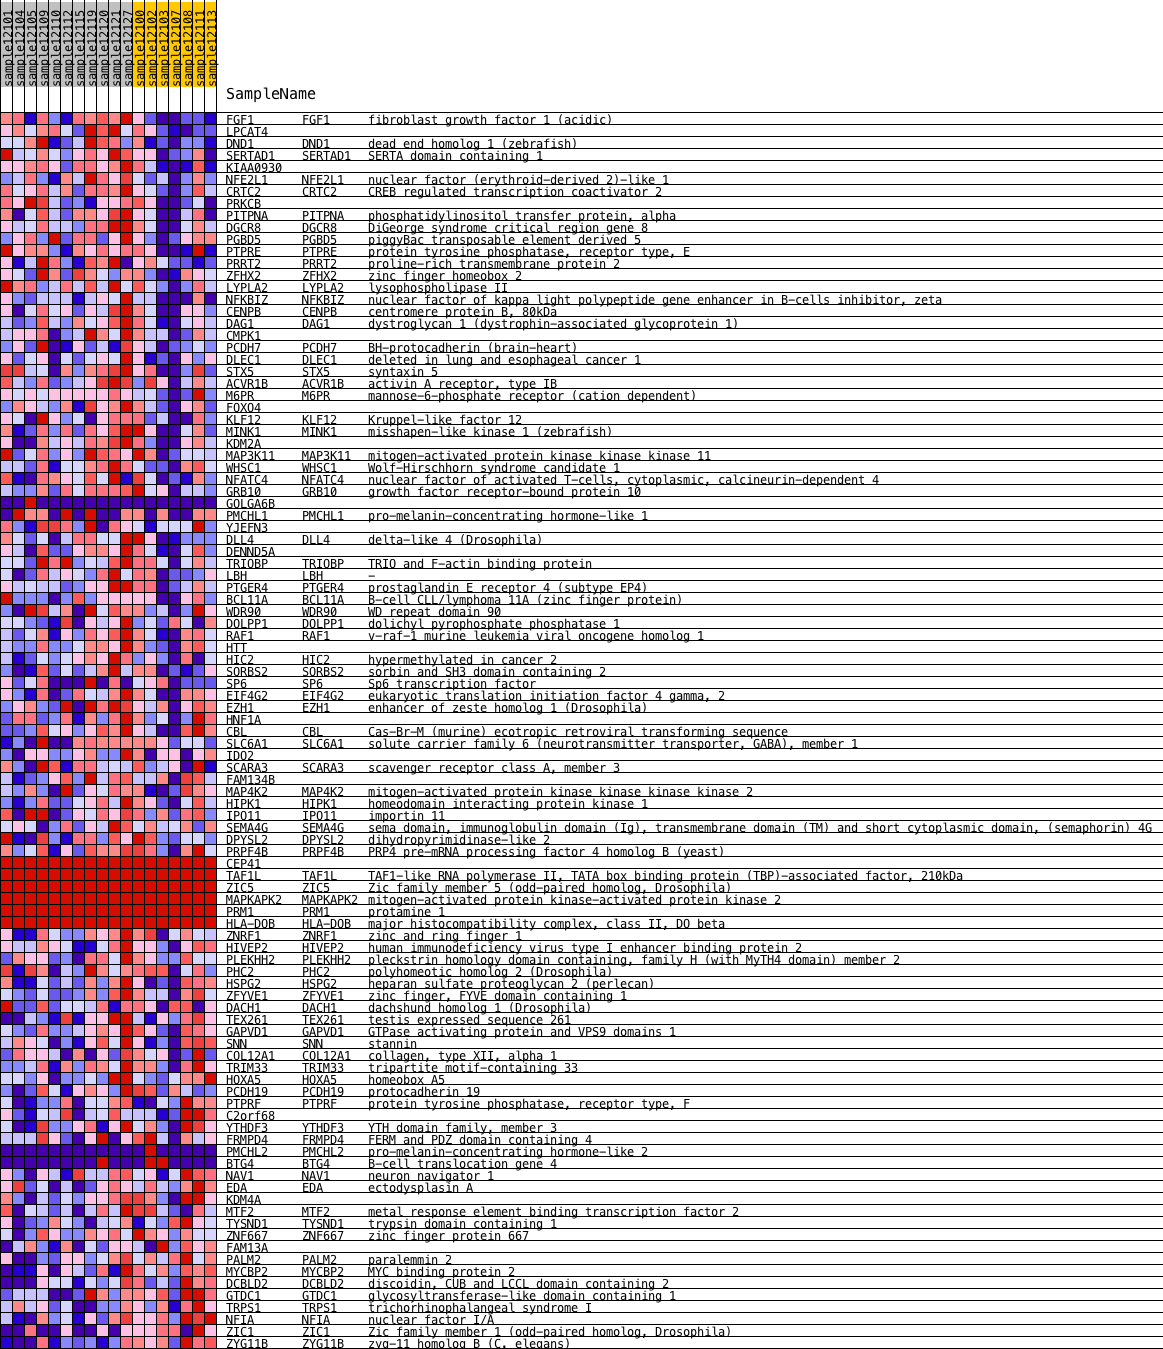 sample12101
sample12104
sample12105
sample12109
sample12110
sample12112
sample12115
sample12119
sample12120
sample12121
sample12127
sample12100
sample12102
sample12103
sample12107
sample12108
sample12111
sample12113
SampleName
FGF1 FGF1 fibroblast growth factor 1 (acidic)
LPCAT4
DND1 DND1 dead end homolog 1 (zebrafish)
SERTAD1 SERTAD1 SERTA domain containing 1
KIAA0930
NFE2L1 NFE2L1 nuclear factor (erythroid-derived 2)-like 1
CRTC2 CRTC2 CREB regulated transcription coactivator 2
PRKCB
PITPNA PITPNA phosphatidylinositol transfer protein, alpha
DGCR8 DGCR8 DiGeorge syndrome critical region gene 8
PGBD5 PGBD5 piggyBac transposable element derived 5
PTPRE PTPRE protein tyrosine phosphatase, receptor type, E
PRRT2 PRRT2 proline-rich transmembrane protein 2
ZFHX2 ZFHX2 zinc finger homeobox 2
LYPLA2 LYPLA2 lysophospholipase II
NFKBIZ NFKBIZ nuclear factor of kappa light polypeptide gene enhancer in B-cells inhibitor, zeta
CENPB CENPB centromere protein B, 80kDa
DAG1 DAG1 dystroglycan 1 (dystrophin-associated glycoprotein 1)
CMPK1
PCDH7 PCDH7 BH-protocadherin (brain-heart)
DLEC1 DLEC1 deleted in lung and esophageal cancer 1
STX5 STX5 syntaxin 5
ACVR1B ACVR1B activin A receptor, type IB
M6PR M6PR mannose-6-phosphate receptor (cation dependent)
FOXO4
KLF12 KLF12 Kruppel-like factor 12
MINK1 MINK1 misshapen-like kinase 1 (zebrafish)
KDM2A
MAP3K11 MAP3K11 mitogen-activated protein kinase kinase kinase 11
WHSC1 WHSC1 Wolf-Hirschhorn syndrome candidate 1
NFATC4 NFATC4 nuclear factor of activated T-cells, cytoplasmic, calcineurin-dependent 4
GRB10 GRB10 growth factor receptor-bound protein 10
GOLGA6B
PMCHL1 PMCHL1 pro-melanin-concentrating hormone-like 1
YJEFN3
DLL4 DLL4 delta-like 4 (Drosophila)
DENND5A
TRIOBP TRIOBP TRIO and F-actin binding protein
LBH LBH -
PTGER4 PTGER4 prostaglandin E receptor 4 (subtype EP4)
BCL11A BCL11A B-cell CLL/lymphoma 11A (zinc finger protein)
WDR90 WDR90 WD repeat domain 90
DOLPP1 DOLPP1 dolichyl pyrophosphate phosphatase 1
RAF1 RAF1 v-raf-1 murine leukemia viral oncogene homolog 1
HTT
HIC2 HIC2 hypermethylated in cancer 2
SORBS2 SORBS2 sorbin and SH3 domain containing 2
SP6 SP6 Sp6 transcription factor
EIF4G2 EIF4G2 eukaryotic translation initiation factor 4 gamma, 2
EZH1 EZH1 enhancer of zeste homolog 1 (Drosophila)
HNF1A
CBL CBL Cas-Br-M (murine) ecotropic retroviral transforming sequence
SLC6A1 SLC6A1 solute carrier family 6 (neurotransmitter transporter, GABA), member 1
IDO2
SCARA3 SCARA3 scavenger receptor class A, member 3
FAM134B
MAP4K2 MAP4K2 mitogen-activated protein kinase kinase kinase kinase 2
HIPK1 HIPK1 homeodomain interacting protein kinase 1
IPO11 IPO11 importin 11
SEMA4G SEMA4G sema domain, immunoglobulin domain (Ig), transmembrane domain (TM) and short cytoplasmic domain, (semaphorin) 4G
DPYSL2 DPYSL2 dihydropyrimidinase-like 2
PRPF4B PRPF4B PRP4 pre-mRNA processing factor 4 homolog B (yeast)
CEP41
TAF1L TAF1L TAF1-like RNA polymerase II, TATA box binding protein (TBP)-associated factor, 210kDa
ZIC5 ZIC5 Zic family member 5 (odd-paired homolog, Drosophila)
MAPKAPK2 MAPKAPK2 mitogen-activated protein kinase-activated protein kinase 2
PRM1 PRM1 protamine 1
HLA-DOB HLA-DOB major histocompatibility complex, class II, DO beta
ZNRF1 ZNRF1 zinc and ring finger 1
HIVEP2 HIVEP2 human immunodeficiency virus type I enhancer binding protein 2
PLEKHH2 PLEKHH2 pleckstrin homology domain containing, family H (with MyTH4 domain) member 2
PHC2 PHC2 polyhomeotic homolog 2 (Drosophila)
HSPG2 HSPG2 heparan sulfate proteoglycan 2 (perlecan)
ZFYVE1 ZFYVE1 zinc finger, FYVE domain containing 1
DACH1 DACH1 dachshund homolog 1 (Drosophila)
TEX261 TEX261 testis expressed sequence 261
GAPVD1 GAPVD1 GTPase activating protein and VPS9 domains 1
SNN SNN stannin
COL12A1 COL12A1 collagen, type XII, alpha 1
TRIM33 TRIM33 tripartite motif-containing 33
HOXA5 HOXA5 homeobox A5
PCDH19 PCDH19 protocadherin 19
PTPRF PTPRF protein tyrosine phosphatase, receptor type, F
C2orf68
YTHDF3 YTHDF3 YTH domain family, member 3
FRMPD4 FRMPD4 FERM and PDZ domain containing 4
PMCHL2 PMCHL2 pro-melanin-concentrating hormone-like 2
BTG4 BTG4 B-cell translocation gene 4
NAV1 NAV1 neuron navigator 1
EDA EDA ectodysplasin A
KDM4A
MTF2 MTF2 metal response element binding transcription factor 2
TYSND1 TYSND1 trypsin domain containing 1
ZNF667 ZNF667 zinc finger protein 667
FAM13A
PALM2 PALM2 paralemmin 2
MYCBP2 MYCBP2 MYC binding protein 2
DCBLD2 DCBLD2 discoidin, CUB and LCCL domain containing 2
GTDC1 GTDC1 glycosyltransferase-like domain containing 1
TRPS1 TRPS1 trichorhinophalangeal syndrome I
NFIA NFIA nuclear factor I/A
ZIC1 ZIC1 Zic family member 1 (odd-paired homolog, Drosophila)
ZYG11B ZYG11B zyg-11 homolog B (C. elegans)